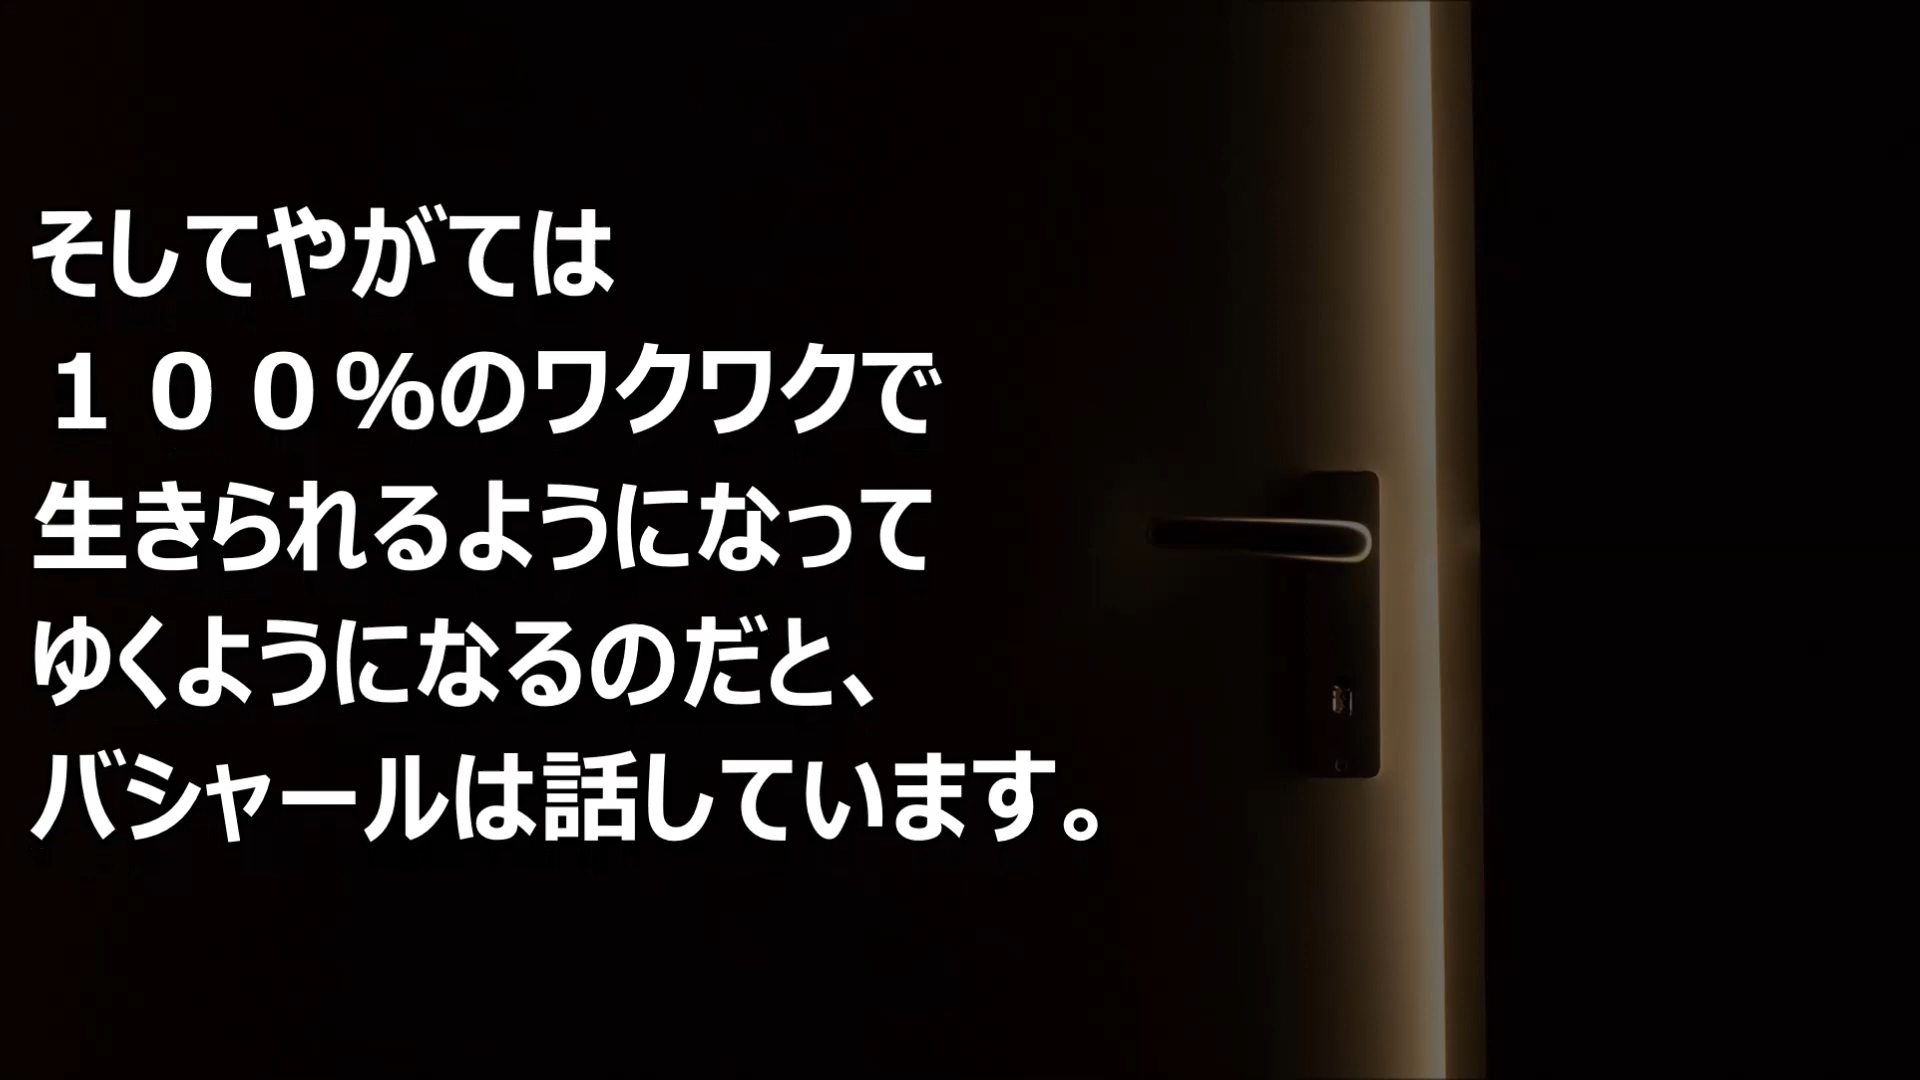 そしてやがては
１００％のワクワクで
生きられるようになって
ゆくようになるのだと、
バシャールは話しています。